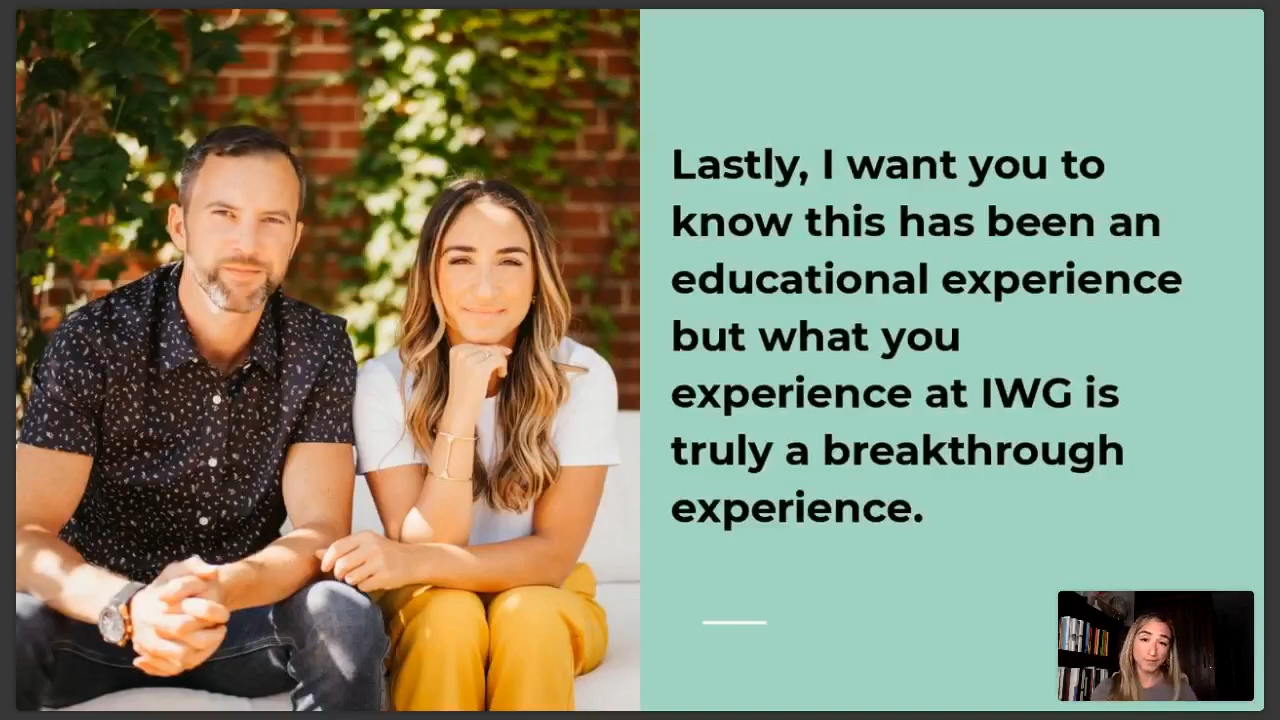 Lastly, I want you to
know this has been an
educational experience
but what you
experience at IWG is
truly a breakthrough
experience.